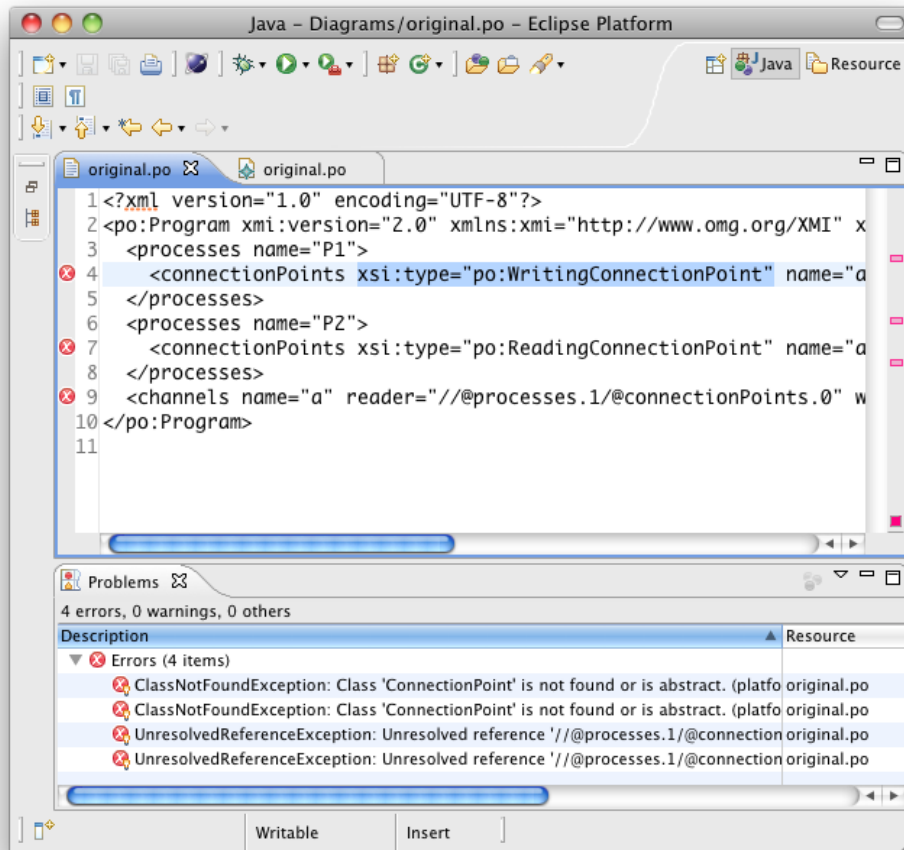 Java – Diagrams/original.po – Eclipse Platform
Java Resource
original.po original.po
1 <?xml version="1.0" encoding="UTF-8"?>
2 <po:Program xmi:version="2.0" xmlns:xmi="http://www.omg.org/XMI" x
3 <processes name="P1">
4 <connectionPoints xsi:type="po:WritingConnectionPoint" name="a
5 </processes>
6 <processes name="P2">
7 <connectionPoints xsi:type="po:ReadingConnectionPoint" name="a
8 </processes>
9 <channels name="a" reader="//@processes.1/@connectionPoints.0" w
10 </po:Program>
11
Problems
4 errors, 0 warnings, 0 others
Description Resource
Errors (4 items)
ClassNotFoundException: Class 'ConnectionPoint' is not found or is abstract. (platfo original.po
ClassNotFoundException: Class 'ConnectionPoint' is not found or is abstract. (platfo original.po
UnresolvedReferenceException: Unresolved reference '//@processes.1/@connection original.po
UnresolvedReferenceException: Unresolved reference '//@processes.1/@connection original.po
Writable Insert